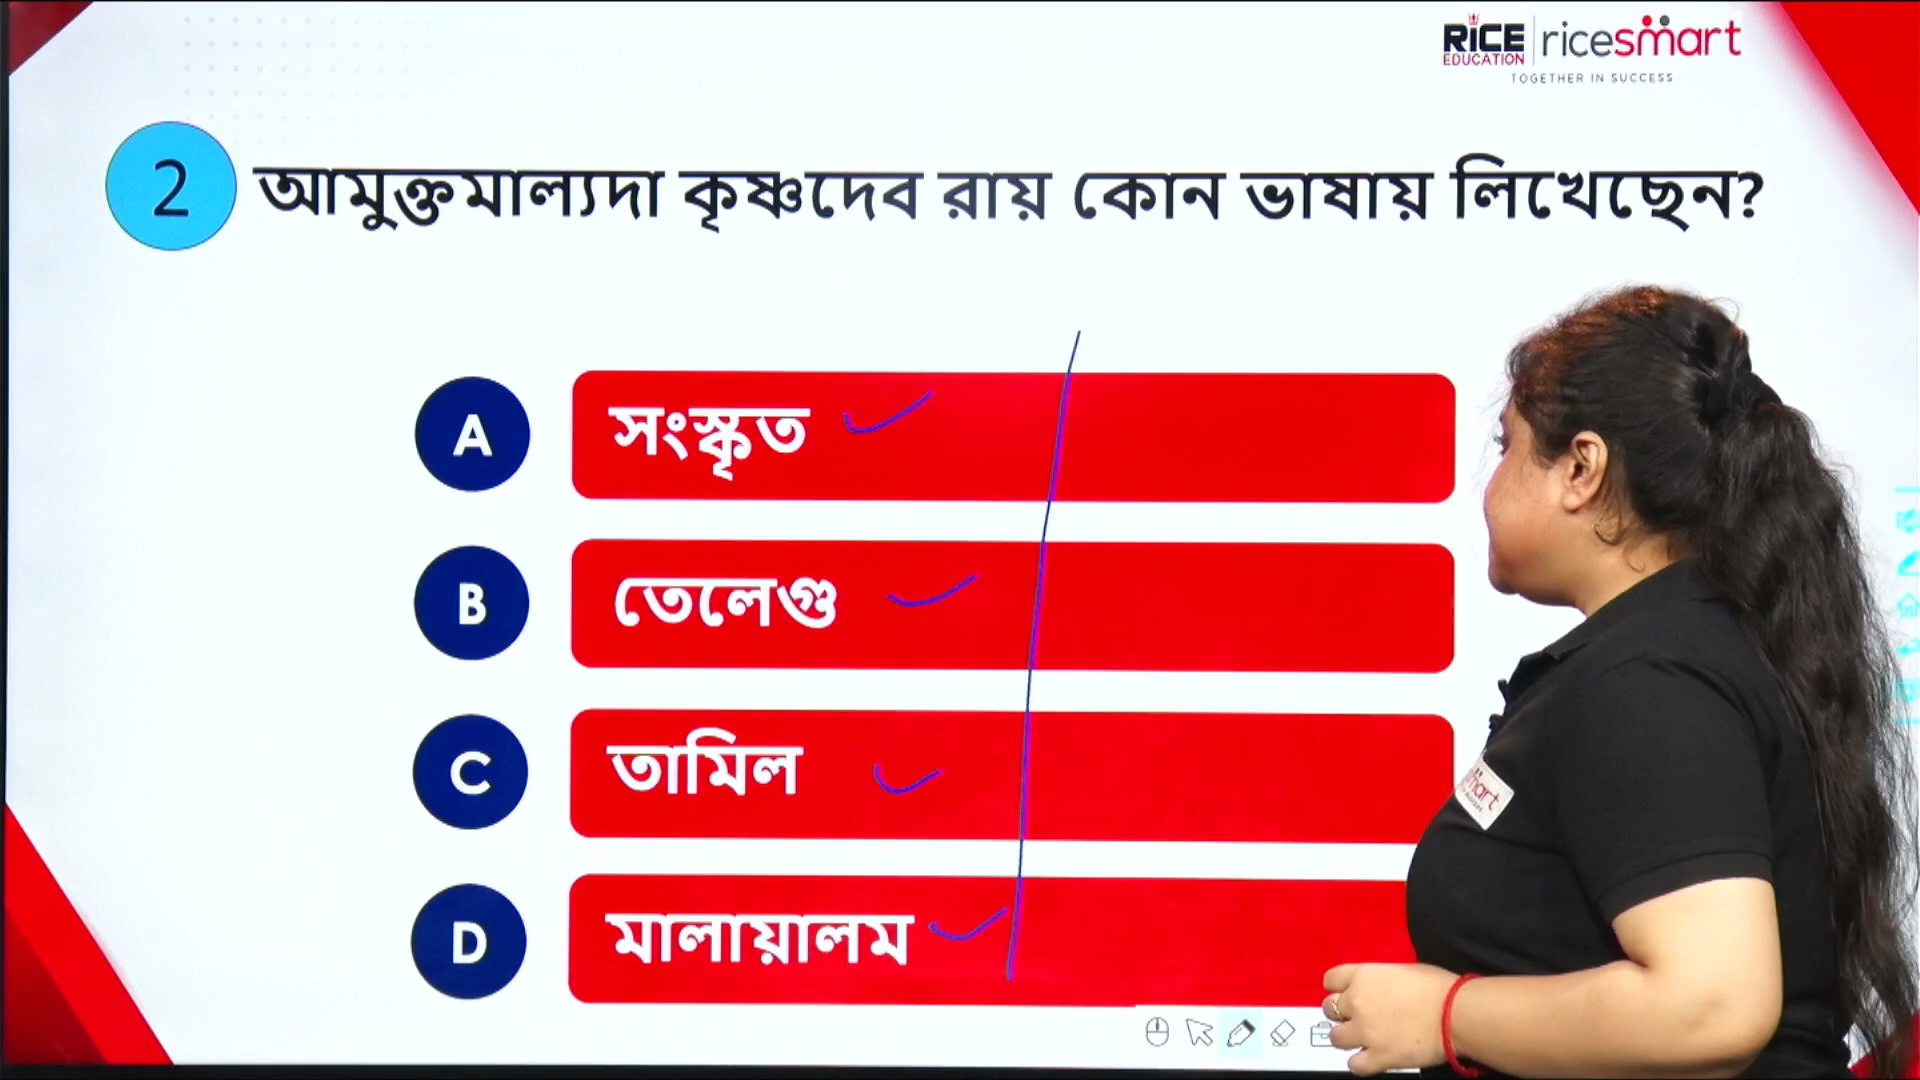 RICE EDUCATION
ricesmart
TOGETHER IN SUCCESS
2 আমুক্তমাল্যদা কৃষ্ণদেব রায় কোন ভাষায় লিখেছেন?
A সংস্কৃত
B তেলেগু
C তামিল
D মালায়ালম